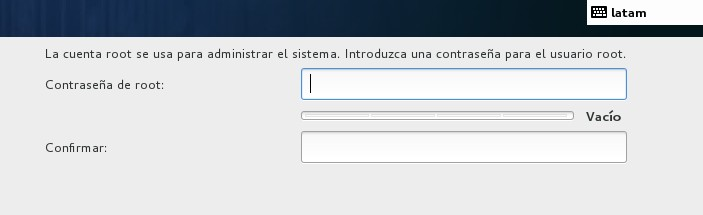 latam
La cuenta root se usa para administrar el sistema. Introduzca una contraseña para el usuario root.
Contraseña de root:
Vacío
Confirmar: